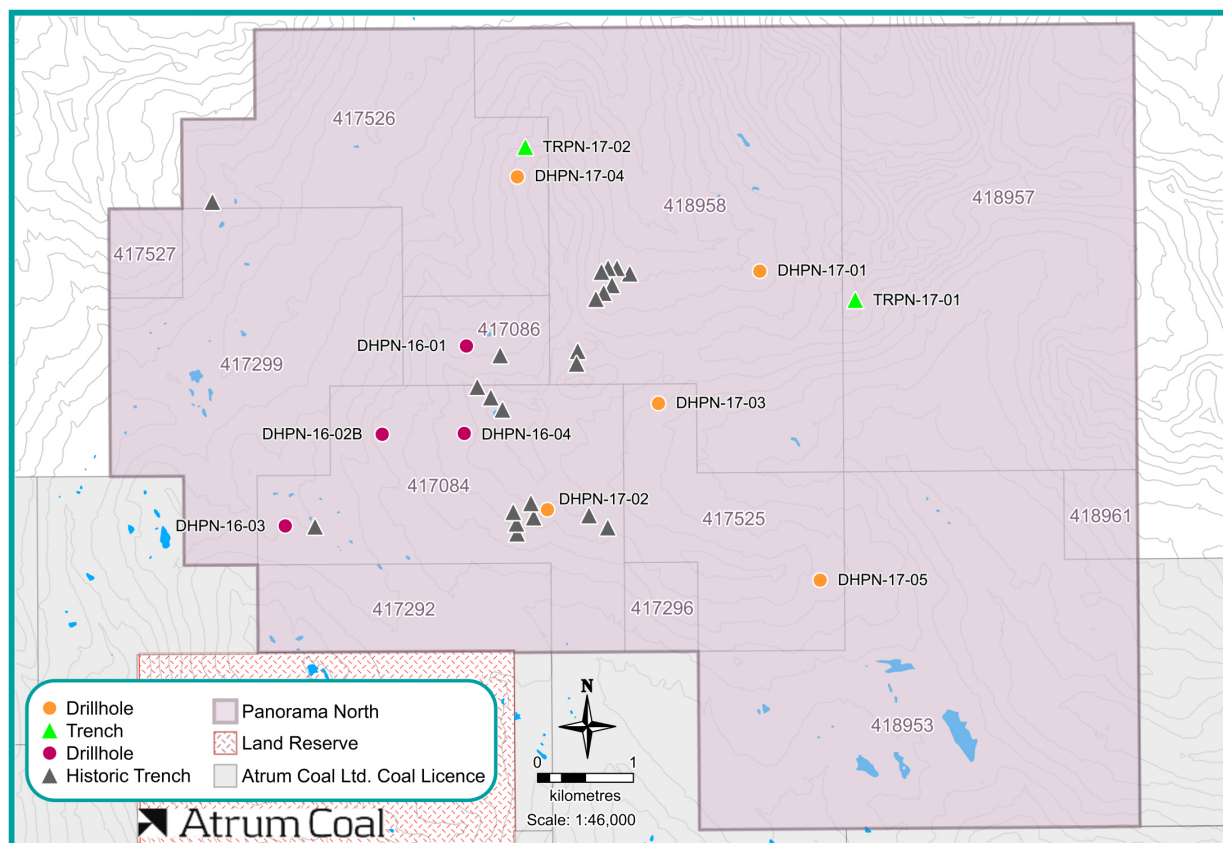 417526
TRPN-17-02
DHPN-17-04
418958
418957
417527
DHPN-17-01
TRPN-17-01
417086
DHPN-16-01
417299
DHPN-17-03
DHPN-16-02B
DHPN-16-04
417084
DHPN-17-02
417525
418961
DHPN-16-03
DHPN-17-05
417292
417296
418953
Drillhole
Trench
Drillhole
Historic Trench
Panorama North
Land Reserve
Atrum Coal Ltd. Coal Licence
N
0 1
kilometres
Scale: 1:46,000
Atrum Coal